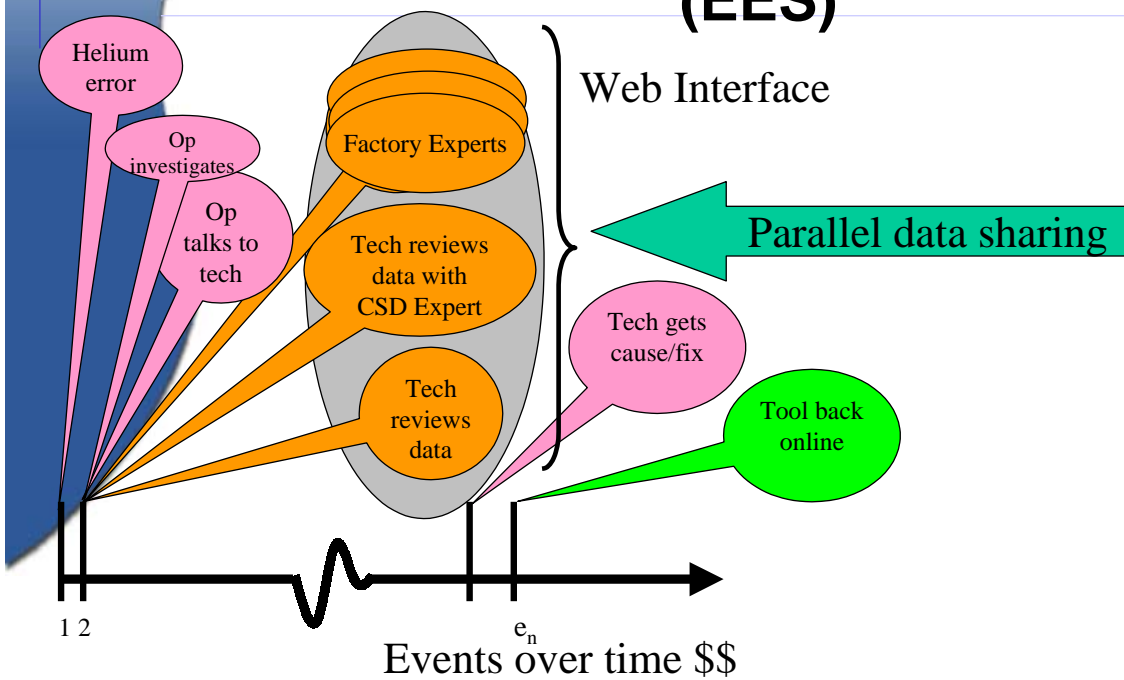 (EES)
Helium
error
Op
investigates
Op
talks to
tech
Factory Experts
Tech reviews
data with
CSD Expert
Tech
reviews
data
Web Interface
Parallel data sharing
Tech gets
cause/fix
Tool back
online
1 2
en
Events over time $$